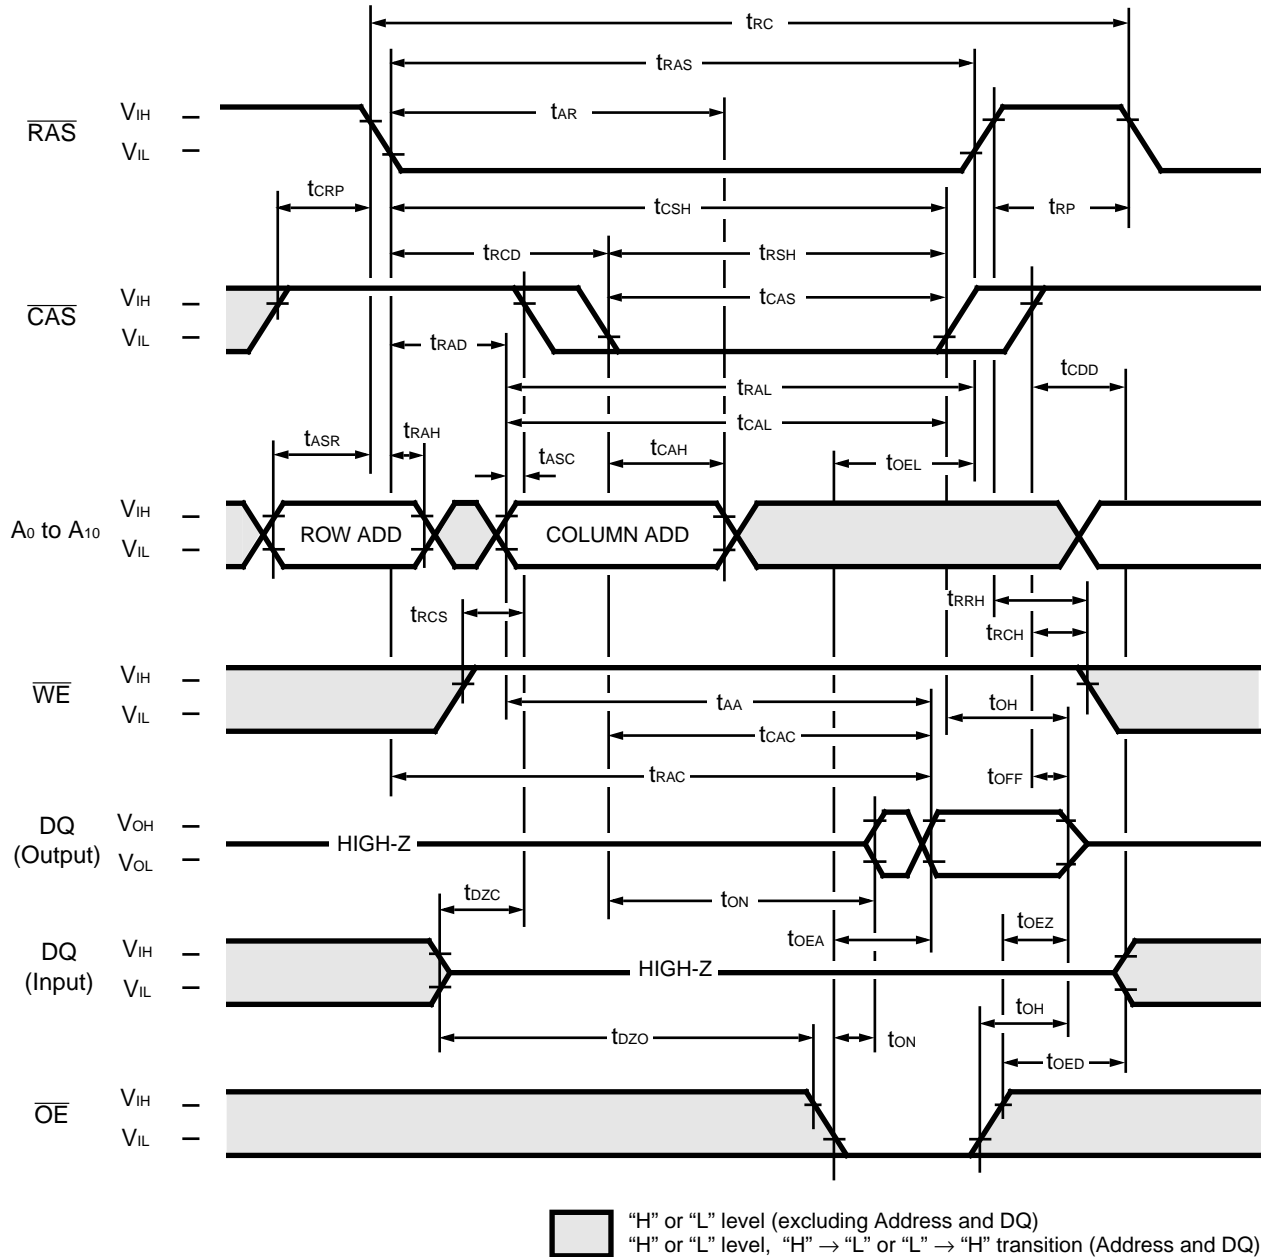 tRC
tRAS
tAR
RAS
VIH
VIL
tCRP
tCSH
tRP
tRCD
tRSH
CAS
VIH
VIL
tCAS
tRAD
tCDD
tRAL
tCAL
tASR
tRAH
tASC
tCAH
tOEL
A0 to A10
VIH
VIL
ROW ADD
COLUMN ADD
tRCS
tRRH
tRCH
WE
VIH
VIL
tAA
tOH
tCAC
tRAC
tOFF
DQ
(Output)
VOH
VOL
HIGH-Z
tDZC
tON
tOEA
tOEZ
DQ
(Input)
VIH
VIL
HIGH-Z
tOH
tDZO
tON
tOED
OE
VIH
VIL
“H” or “L” level (excluding Address and DQ)
“H” or “L” level, “H” → “L” or “L” → “H” transition (Address and DQ)